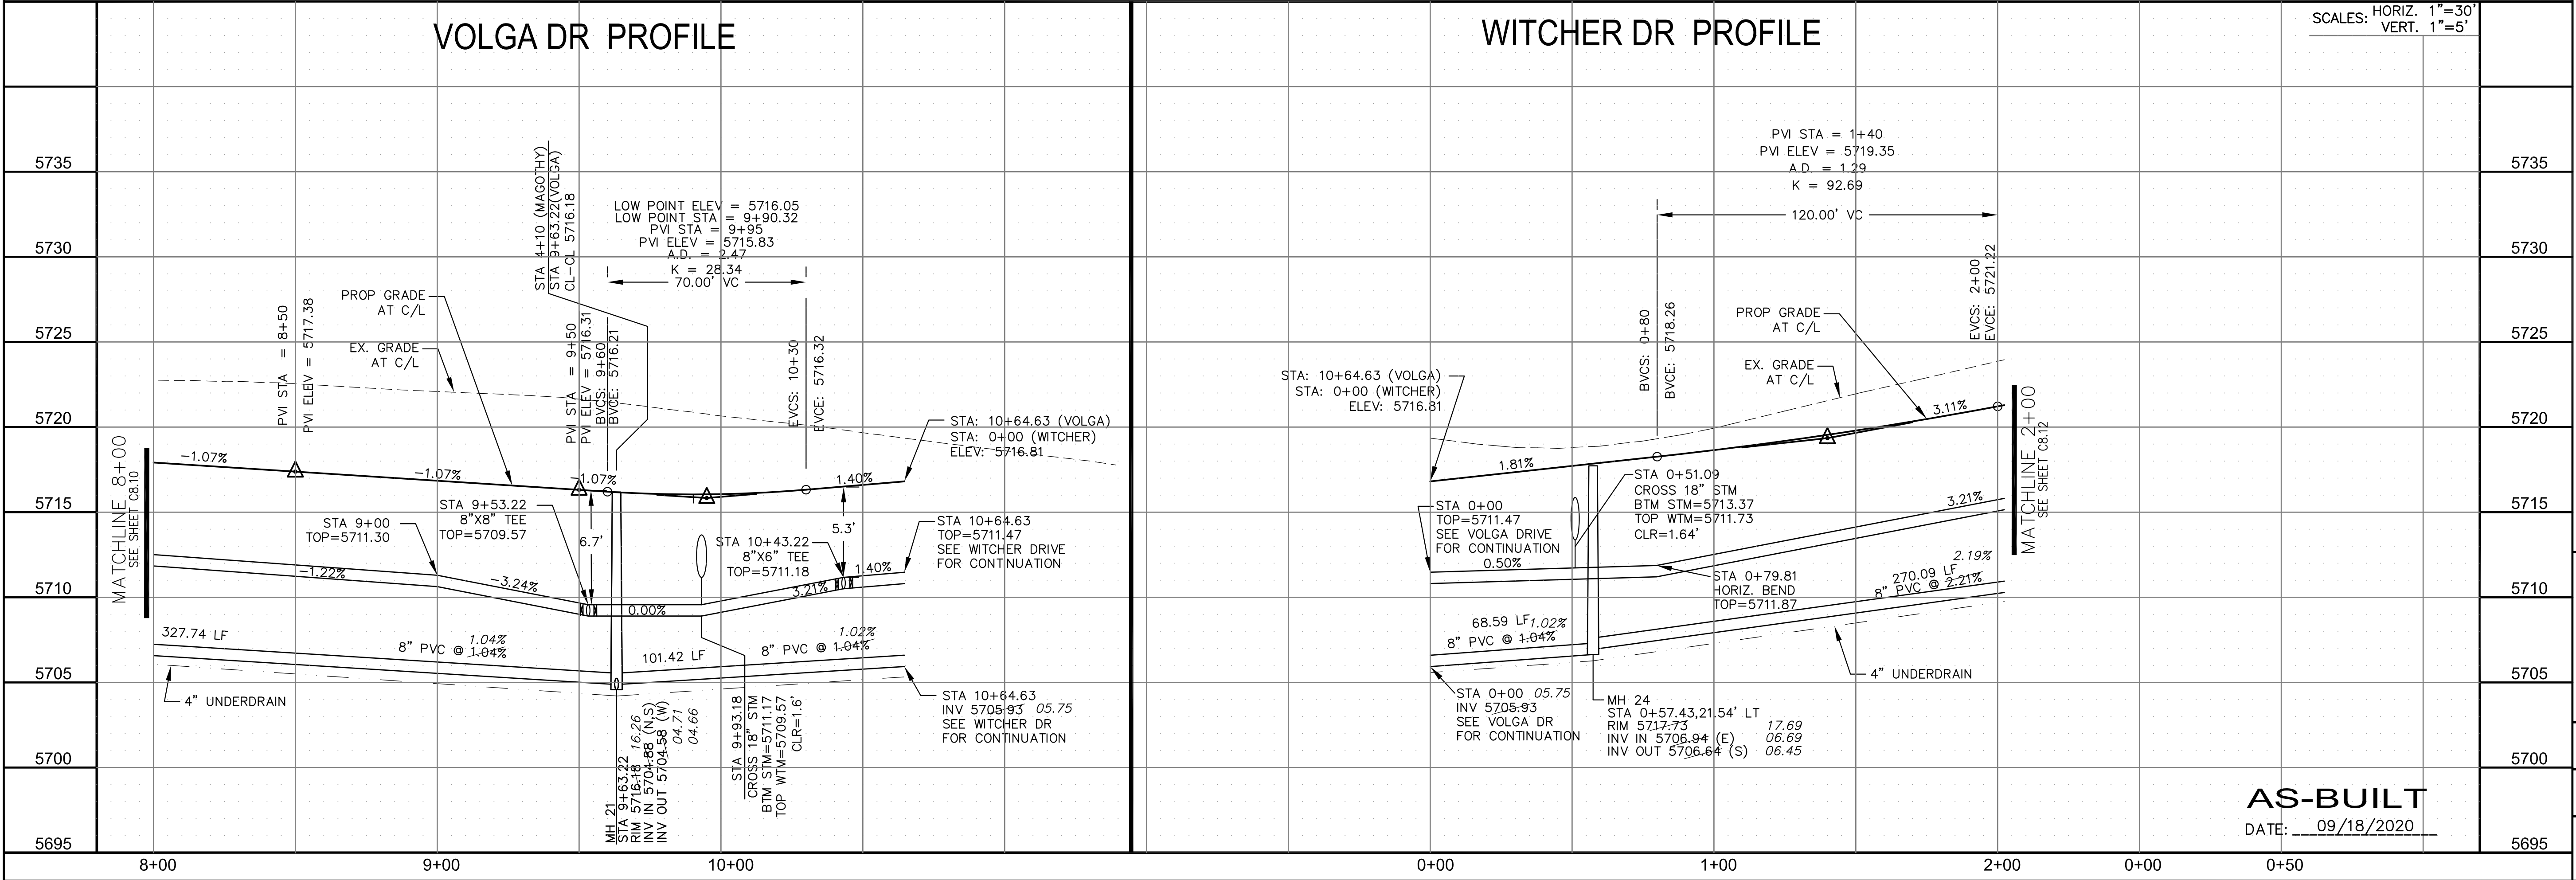 VOLGA DR PROFILE
WITCHER DR PROFILE
SCALES: HORIZ. 1"=30'
VERT. 1"=5'
5735
5730
5725
5720
5715
5710
5705
5700
5695
MATCHLINE 8+00
SEE SHEET C8.10
PVI STA = 8+50
PVI ELEV = 5717.38
PROP GRADE
AT C/L
EX. GRADE
AT C/L
STA 4+10 (MAGOTHY)
STA 9+63.22(VOLGA)
CL-CL 5716.18
LOW POINT ELEV = 5716.05
LOW POINT STA = 9+90.32
PVI STA = 9+95
PVI ELEV = 5715.83
A.D. = 2.47
K = 28.34
70.00' VC
PVI STA = 9+50
PVI ELEV = 5716.31
BVCS: 9+60
BVCE: 5716.21
EVCS: 10+30
EVCE: 5716.32
STA: 10+64.63 (VOLGA)
STA: 0+00 (WITCHER)
ELEV: 5716.81
-1.07%
-1.07%
-1.07%
1.40%
STA 9+00
TOP=5711.30
STA 9+53.22
8"X8" TEE
TOP=5709.57
6.7'
STA 10+43.22
8"X6" TEE
TOP=5711.18
5.3'
STA 10+64.63
TOP=5711.47
SEE WITCHER DRIVE
FOR CONTINUATION
-1.22%
-3.24%
0.00%
3.21%
1.40%
327.74 LF
8" PVC @ 1.04%
1.04%
101.42 LF
8" PVC @ 1.04%
1.02%
4" UNDERDRAIN
MH 21
STA 9+63.22
RIM 5716.18 16.26
INV IN 5704.88 (N,S)
INV OUT 5704.58 (W)
04.71
04.66
STA 9+93.18
CROSS 18" STM
BTM STM=5711.17
TOP WTM=5709.57
CLR=1.6'
STA 10+64.63
INV 5705.93 05.75
SEE WITCHER DR
FOR CONTINUATION
8+00
9+00
10+00
PVI STA = 1+40
PVI ELEV = 5719.35
A.D. = 1.29
K = 92.69
120.00' VC
BVCS: 0+80
BVCE: 5718.26
EVCS: 2+00
EVCE: 5721.22
PROP GRADE
AT C/L
EX. GRADE
AT C/L
STA: 10+64.63 (VOLGA)
STA: 0+00 (WITCHER)
ELEV: 5716.81
1.81%
3.11%
STA 0+00
TOP=5711.47
SEE VOLGA DRIVE
FOR CONTINUATION
0.50%
STA 0+51.09
CROSS 18" STM
BTM STM=5713.37
TOP WTM=5711.73
CLR=1.64'
STA 0+79.81
HORIZ. BEND
TOP=5711.87
3.21%
2.19%
270.09 LF
8" PVC @ 2.21%
68.59 LF 1.02%
8" PVC @ 1.04%
4" UNDERDRAIN
STA 0+00 05.75
INV 5705.93
SEE VOLGA DR
FOR CONTINUATION
MH 24
STA 0+57.43,21.54' LT
RIM 5717.73 17.69
INV IN 5706.94 (E) 06.69
INV OUT 5706.64 (S) 06.45
MATCHLINE 2+00
SEE SHEET C8.12
0+00
1+00
2+00
0+00
0+50
5735
5730
5725
5720
5715
5710
5705
5700
5695
AS-BUILT
DATE: 09/18/2020